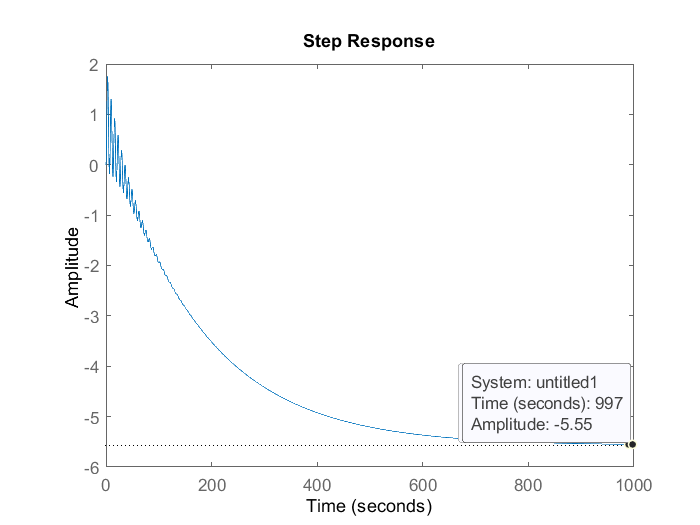 Step Response
Amplitude
2
1
0
-1
-2
-3
-4
-5
-6
System: untitled1
Time (seconds): 997
Amplitude: -5.55
0
200
400
600
800
1000
Time (seconds)